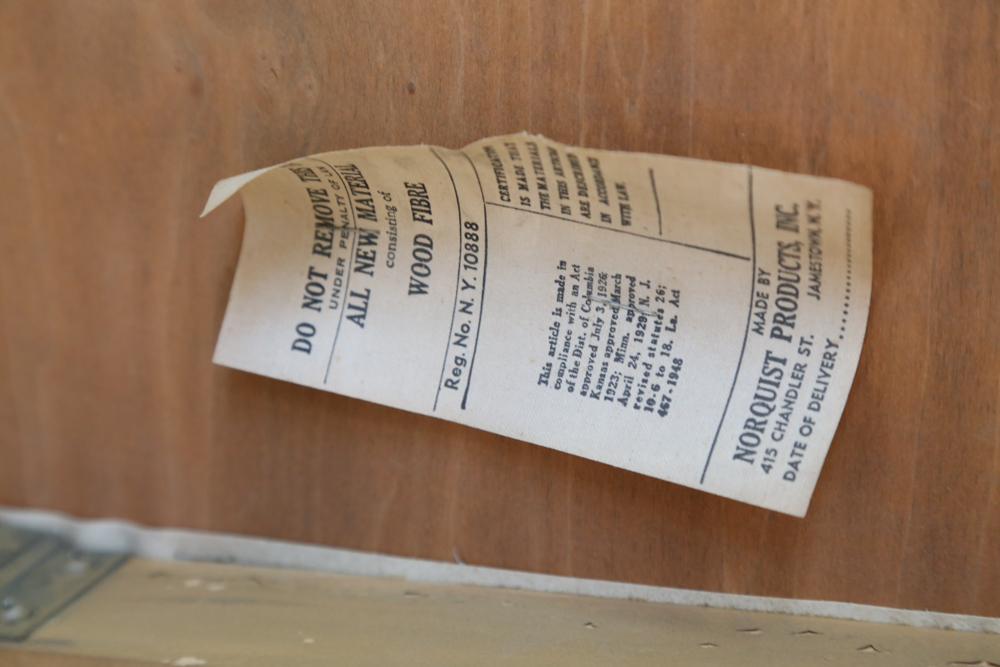 DO NOT REMOVE
UNDER PENALTY OF
ALL NEW MATERIAL
consisting of
WOOD FIBRE
Reg. No. N. Y. 10888
CERTIFICATION
IS MADE THAT
THE MATERIALS
IN THIS ARTICLE
ARE DESCRIBED
IN ACCORDANCE
WITH LAW.
This article is made in
compliance with an Act
of the Dist. of Columbia
approved July 3, 1926;
Kansas approved March
1923; Minn. approved
April 24, 1929; N. J.
revised statutes 26;
10-6 to 18. La. Act
467-1948
MADE BY
NORQUIST PRODUCTS, INC.
415 CHANDLER ST. JAMESTOWN, N. Y.
DATE OF DELIVERY